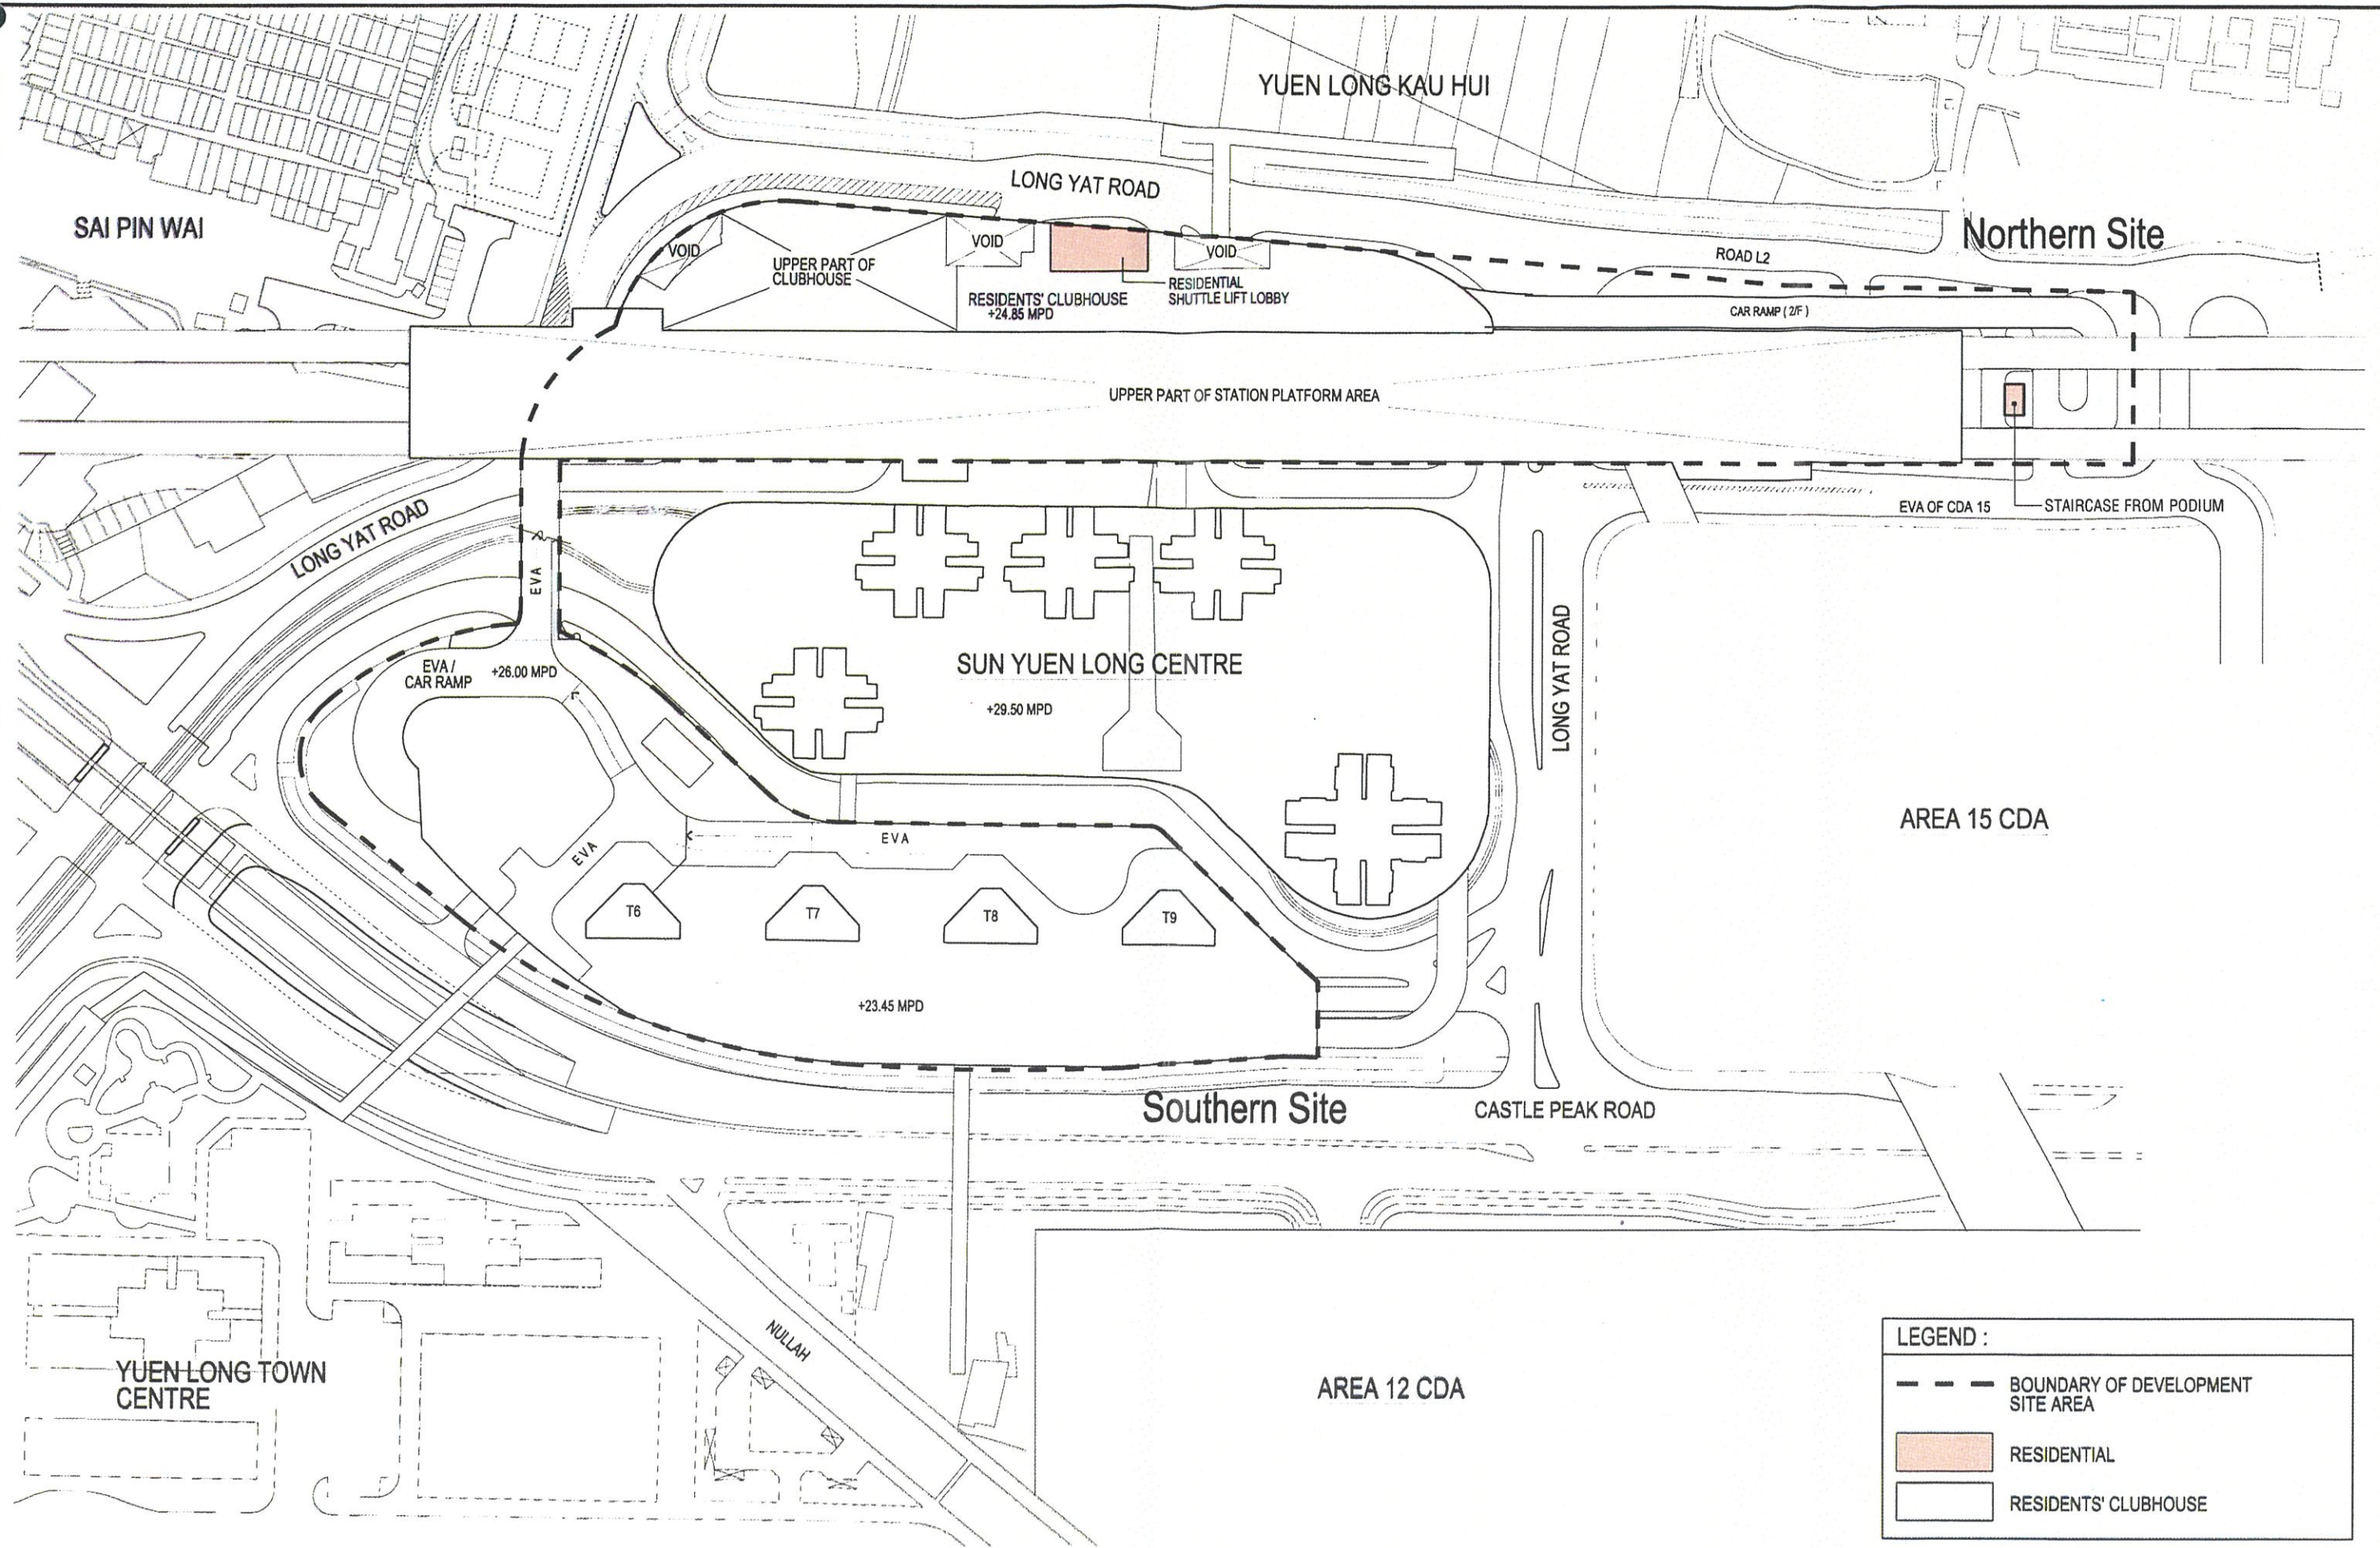 YUEN LONG KAU HUI
LONG YAT ROAD
SAI PIN WAI
Northern Site
VOID
VOID
VOID
ROAD L2
UPPER PART OF
CLUBHOUSE
RESIDENTIAL
SHUTTLE LIFT LOBBY
RESIDENTS' CLUBHOUSE
+24.85 MPD
CAR RAMP ( 2/F )
UPPER PART OF STATION PLATFORM AREA
EVA OF CDA 15
STAIRCASE FROM PODIUM
LONG YAT ROAD
EVA
LONG YAT ROAD
EVA /
CAR RAMP
+26.00 MPD
SUN YUEN LONG CENTRE
+29.50 MPD
AREA 15 CDA
EVA
EVA
T6
T7
T8
T9
+23.45 MPD
Southern Site
CASTLE PEAK ROAD
NULLAH
YUEN LONG TOWN
CENTRE
AREA 12 CDA
LEGEND :
BOUNDARY OF DEVELOPMENT
SITE AREA
RESIDENTIAL
RESIDENTS' CLUBHOUSE